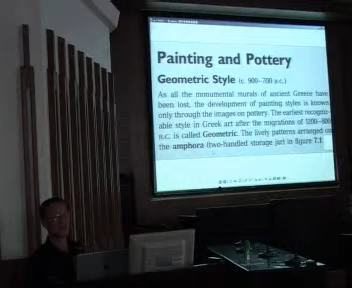 Painting and Pottery
Geometric Style (c. 900–700 B.C.)
As all the monumental murals of ancient Greece have
been lost, the development of painting styles is known
only through the images on pottery. The earliest recogniz-
able style in Greek art after the migrations of 1200–800
B.C. is called Geometric. The lively patterns arranged on
the amphora (two-handled storage jar) in figure 7.1